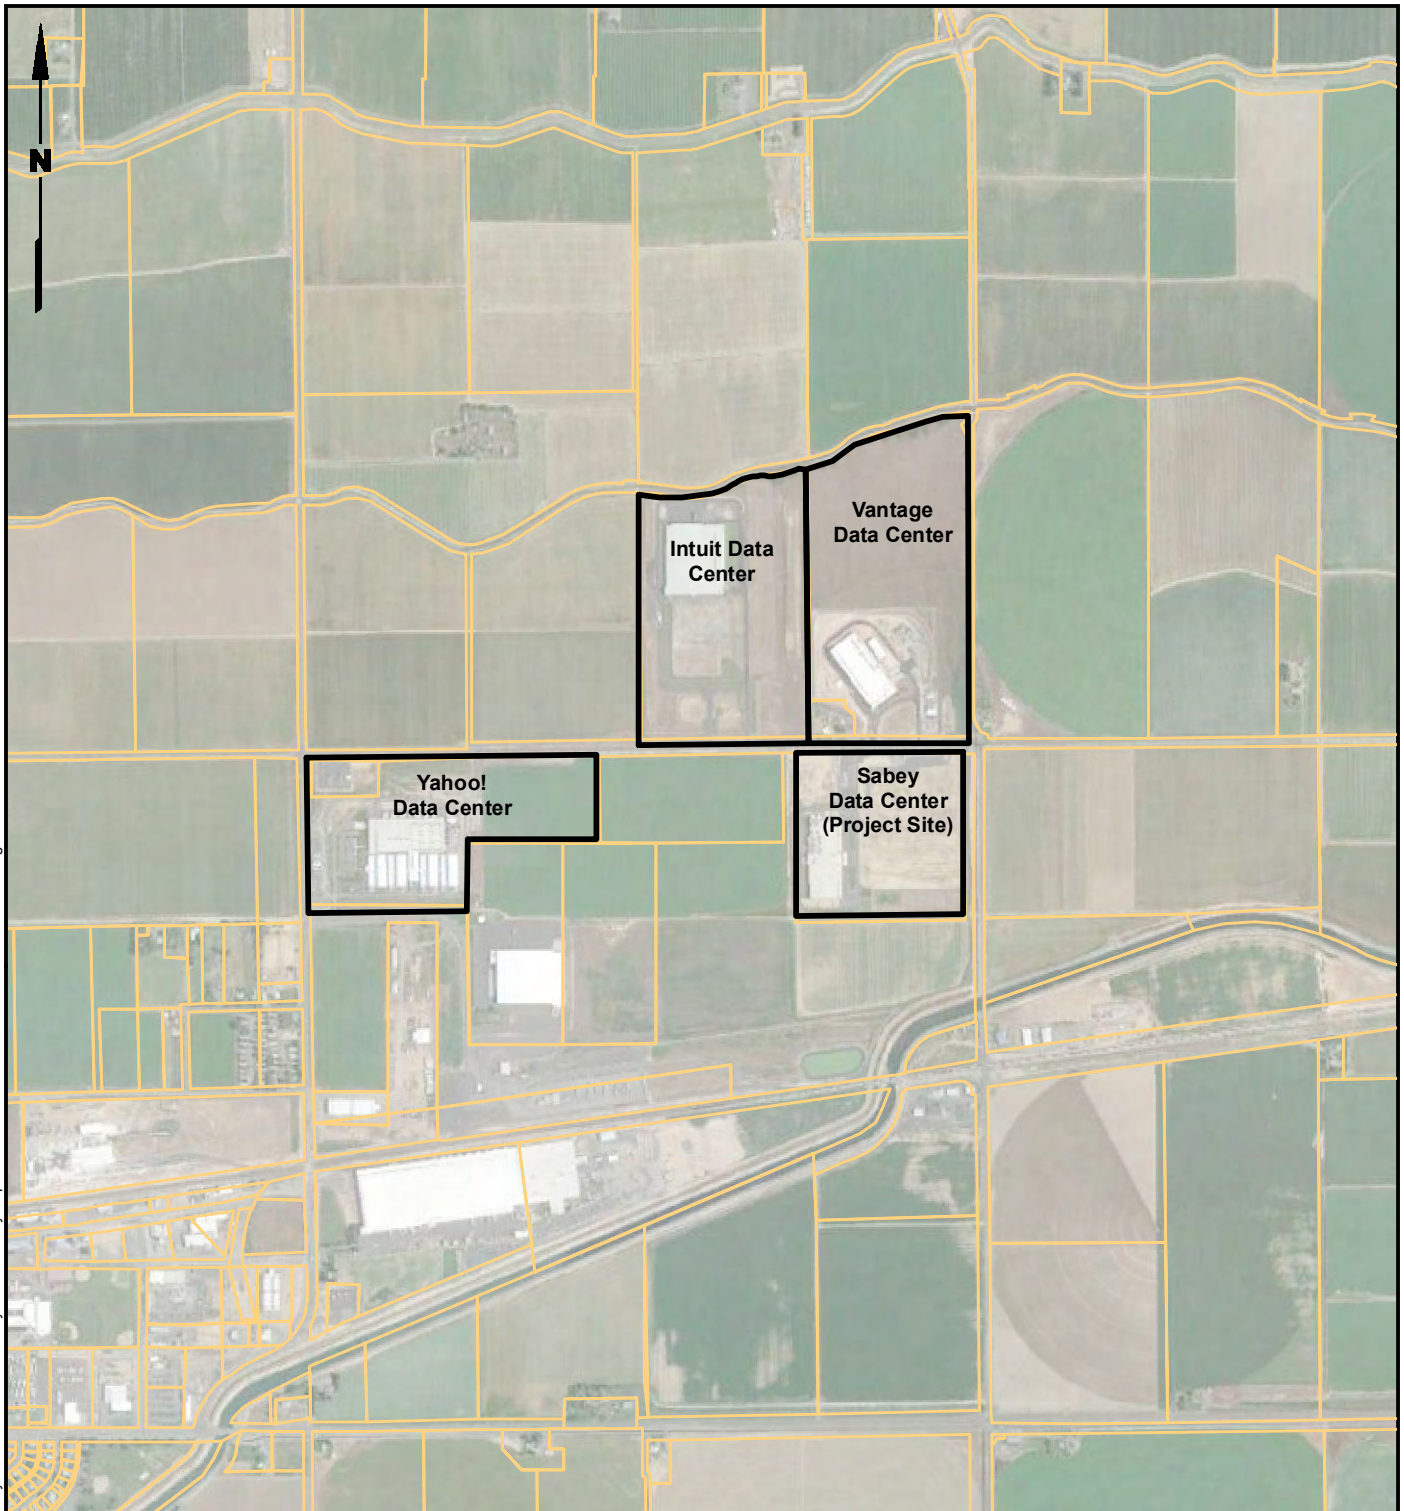 N
Vantage
Data Center
Intuit Data
Center
Yahoo!
Data Center
Sabey
Data Center
(Project Site)